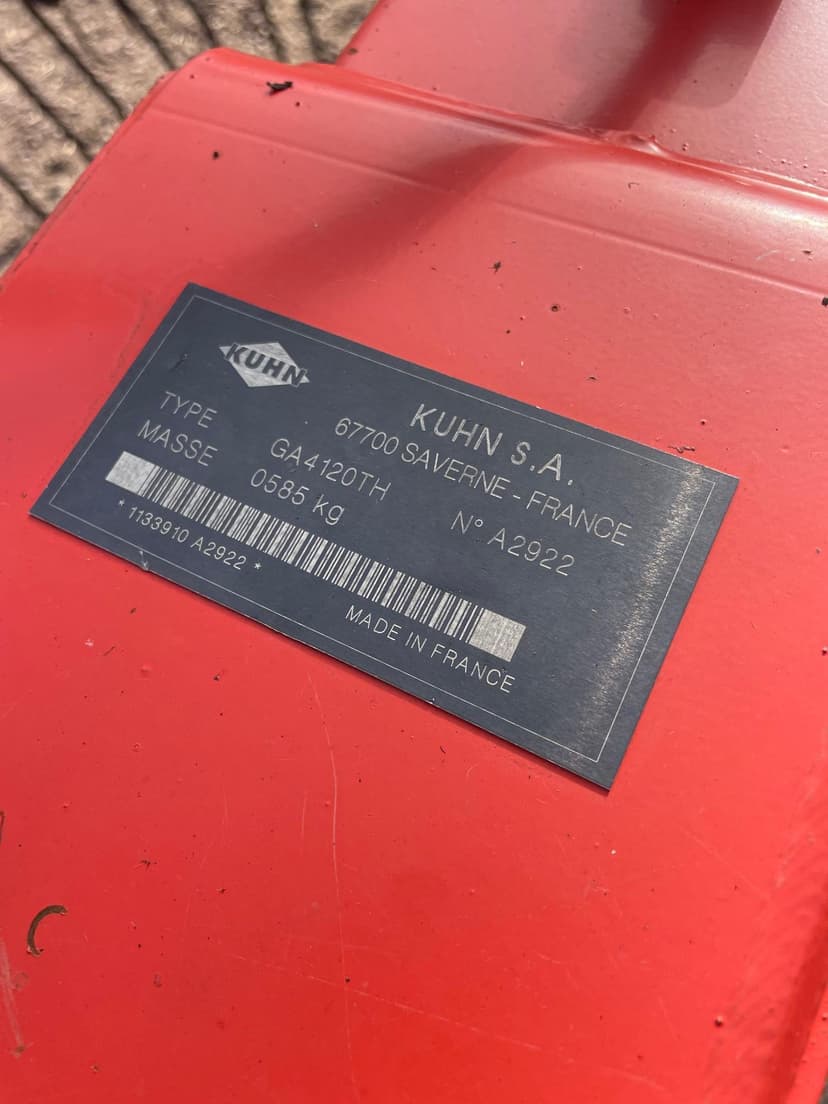 KUHN
KUHN S.A.
67700 SAVERNE - FRANCE
TYPE GA4120TH N° A2922
MASSE 0585 kg
* 1133910 A2922 *
MADE IN FRANCE